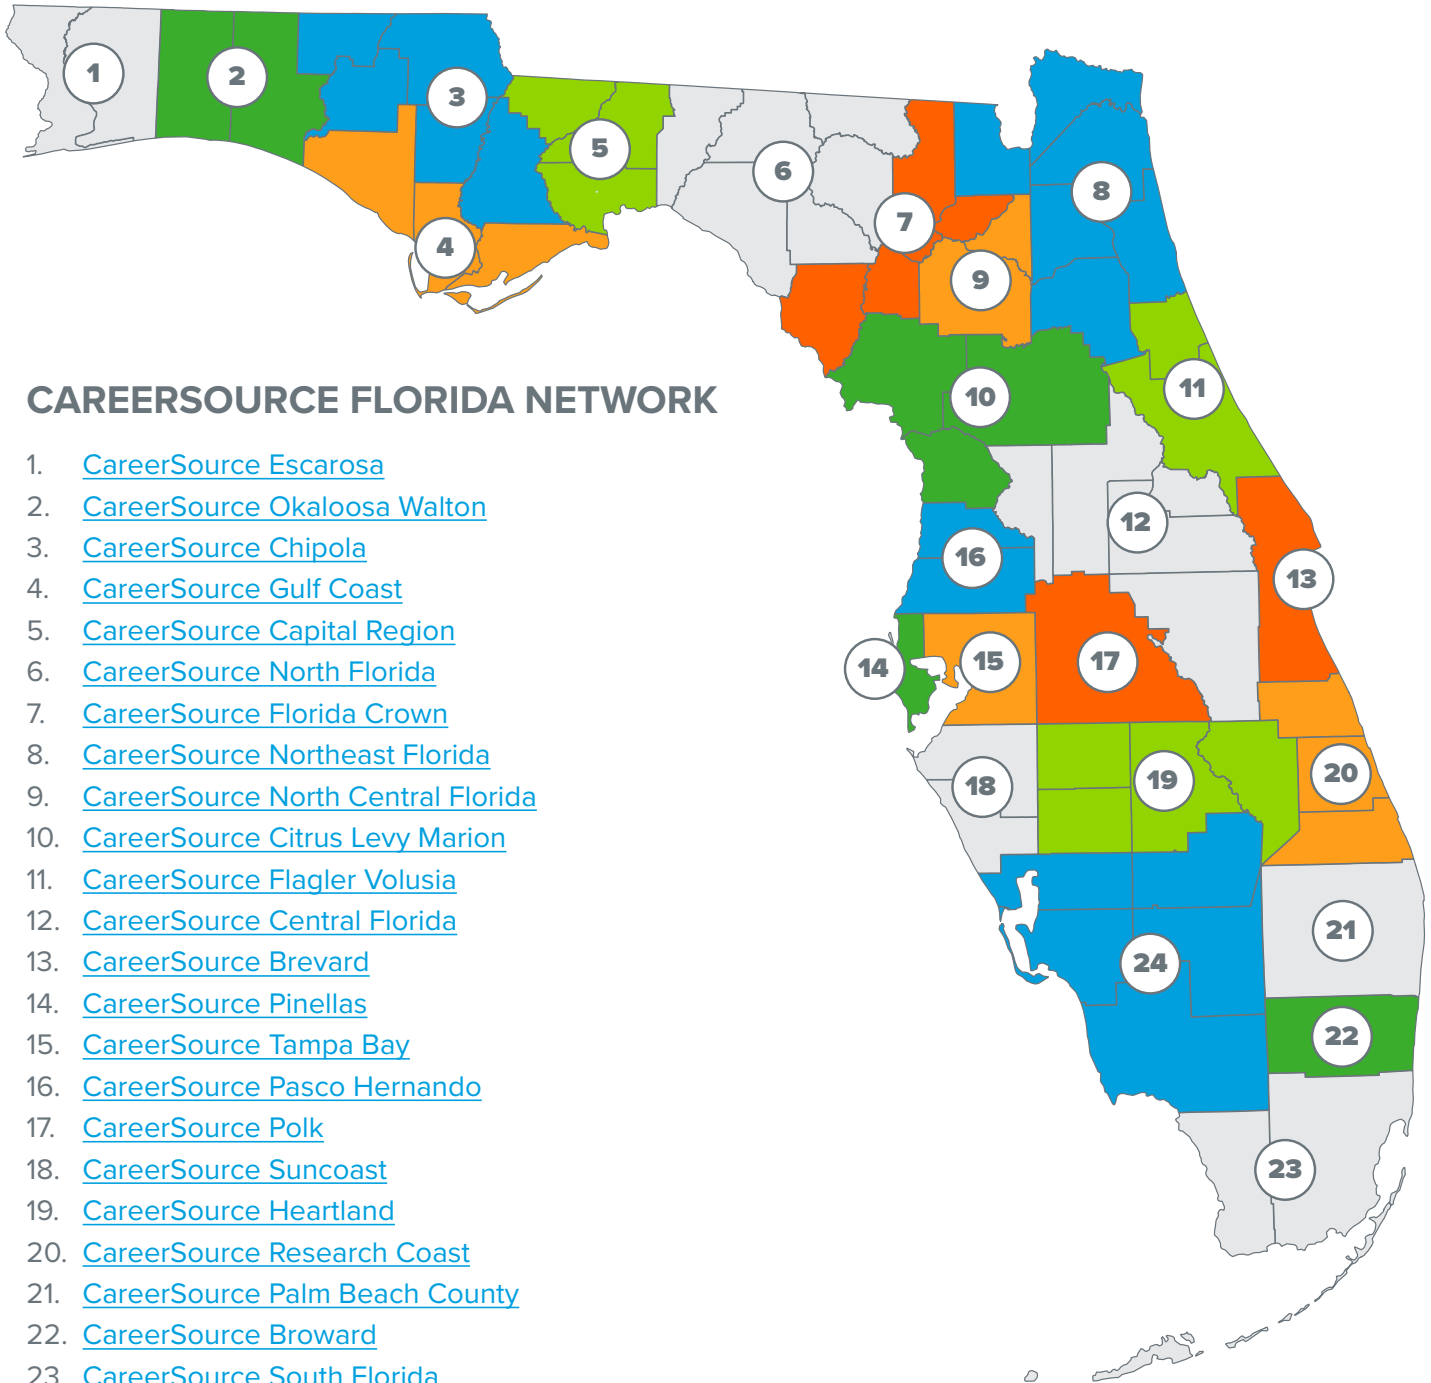 1
2
3
4
5
6
7
8
9
10
11
12
13
14
15
16
17
18
19
20
21
22
23
24
CAREERSOURCE FLORIDA NETWORK
1. CareerSource Escarosa
2. CareerSource Okaloosa Walton
3. CareerSource Chipola
4. CareerSource Gulf Coast
5. CareerSource Capital Region
6. CareerSource North Florida
7. CareerSource Florida Crown
8. CareerSource Northeast Florida
9. CareerSource North Central Florida
10. CareerSource Citrus Levy Marion
11. CareerSource Flagler Volusia
12. CareerSource Central Florida
13. CareerSource Brevard
14. CareerSource Pinellas
15. CareerSource Tampa Bay
16. CareerSource Pasco Hernando
17. CareerSource Polk
18. CareerSource Suncoast
19. CareerSource Heartland
20. CareerSource Research Coast
21. CareerSource Palm Beach County
22. CareerSource Broward
23. CareerSource South Florida